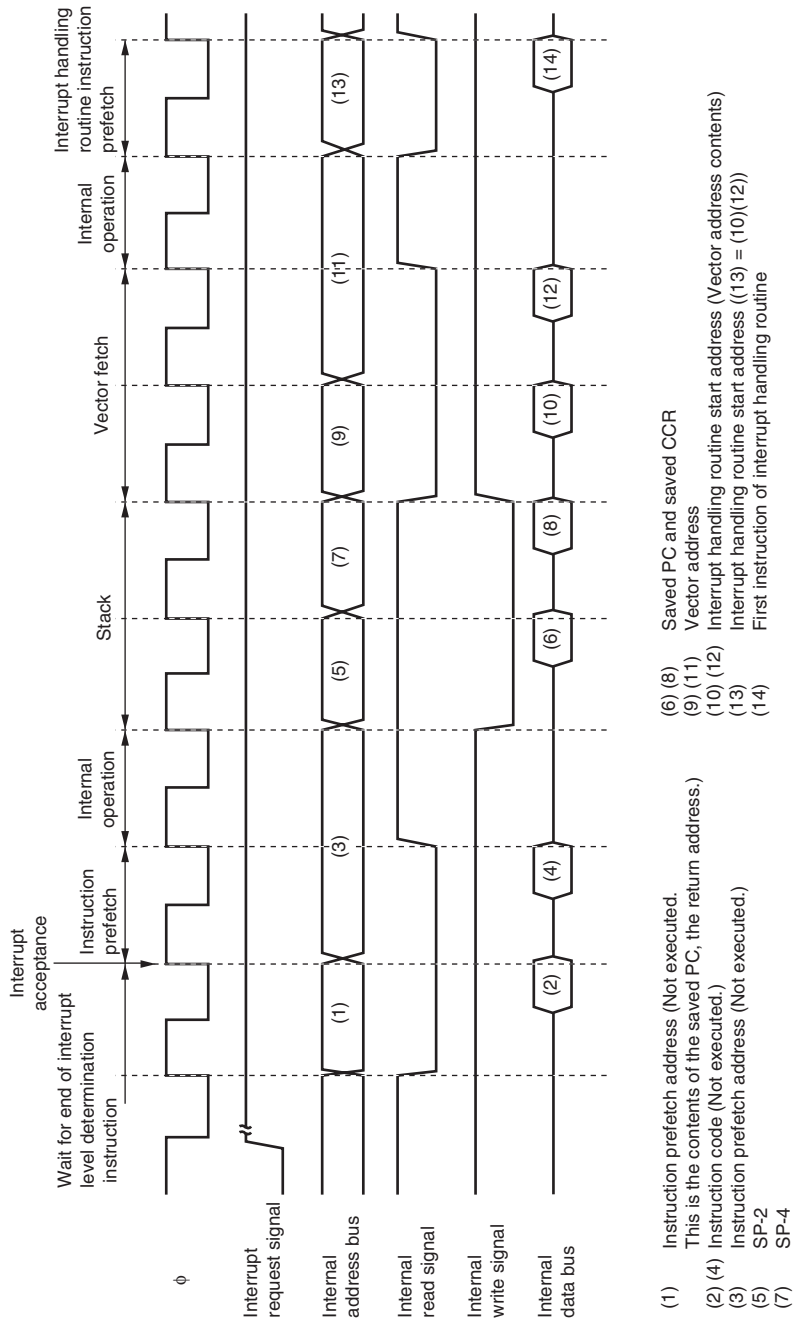 Interrupt
acceptance
Wait for end of interrupt
level determination
instruction
Instruction
prefetch
Internal
operation
Stack
Vector fetch
Internal
operation
Interrupt handling
routine instruction
prefetch
φ
Interrupt
request signal
Internal
address bus
(1)
(3)
(5)
(7)
(9)
(11)
(13)
Internal
read signal
Internal
write signal
Internal
data bus
(2)
(4)
(6)
(8)
(10)
(12)
(14)
(1) Instruction prefetch address (Not executed.
This is the contents of the saved PC, the return address.)
(2) (4) Instruction code (Not executed.)
(3) Instruction prefetch address (Not executed.)
(5) SP-2
(7) SP-4
(6) (8) Saved PC and saved CCR
(9) (11) Vector address
(10) (12) Interrupt handling routine start address (Vector address contents)
(13) Interrupt handling routine start address ((13) = (10)(12))
(14) First instruction of interrupt handling routine